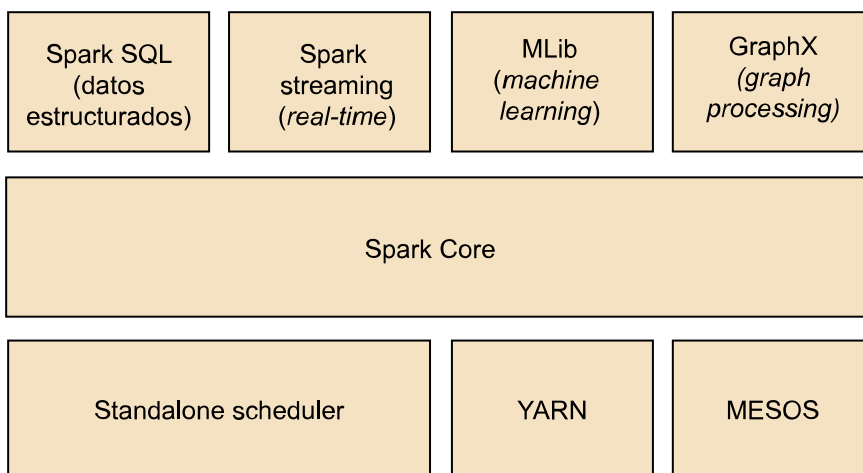 Spark SQL
(datos
estructurados)
Spark
streaming
(real-time)
MLib
(machine
learning)
GraphX
(graph
processing)
Spark Core
Standalone scheduler
YARN
MESOS